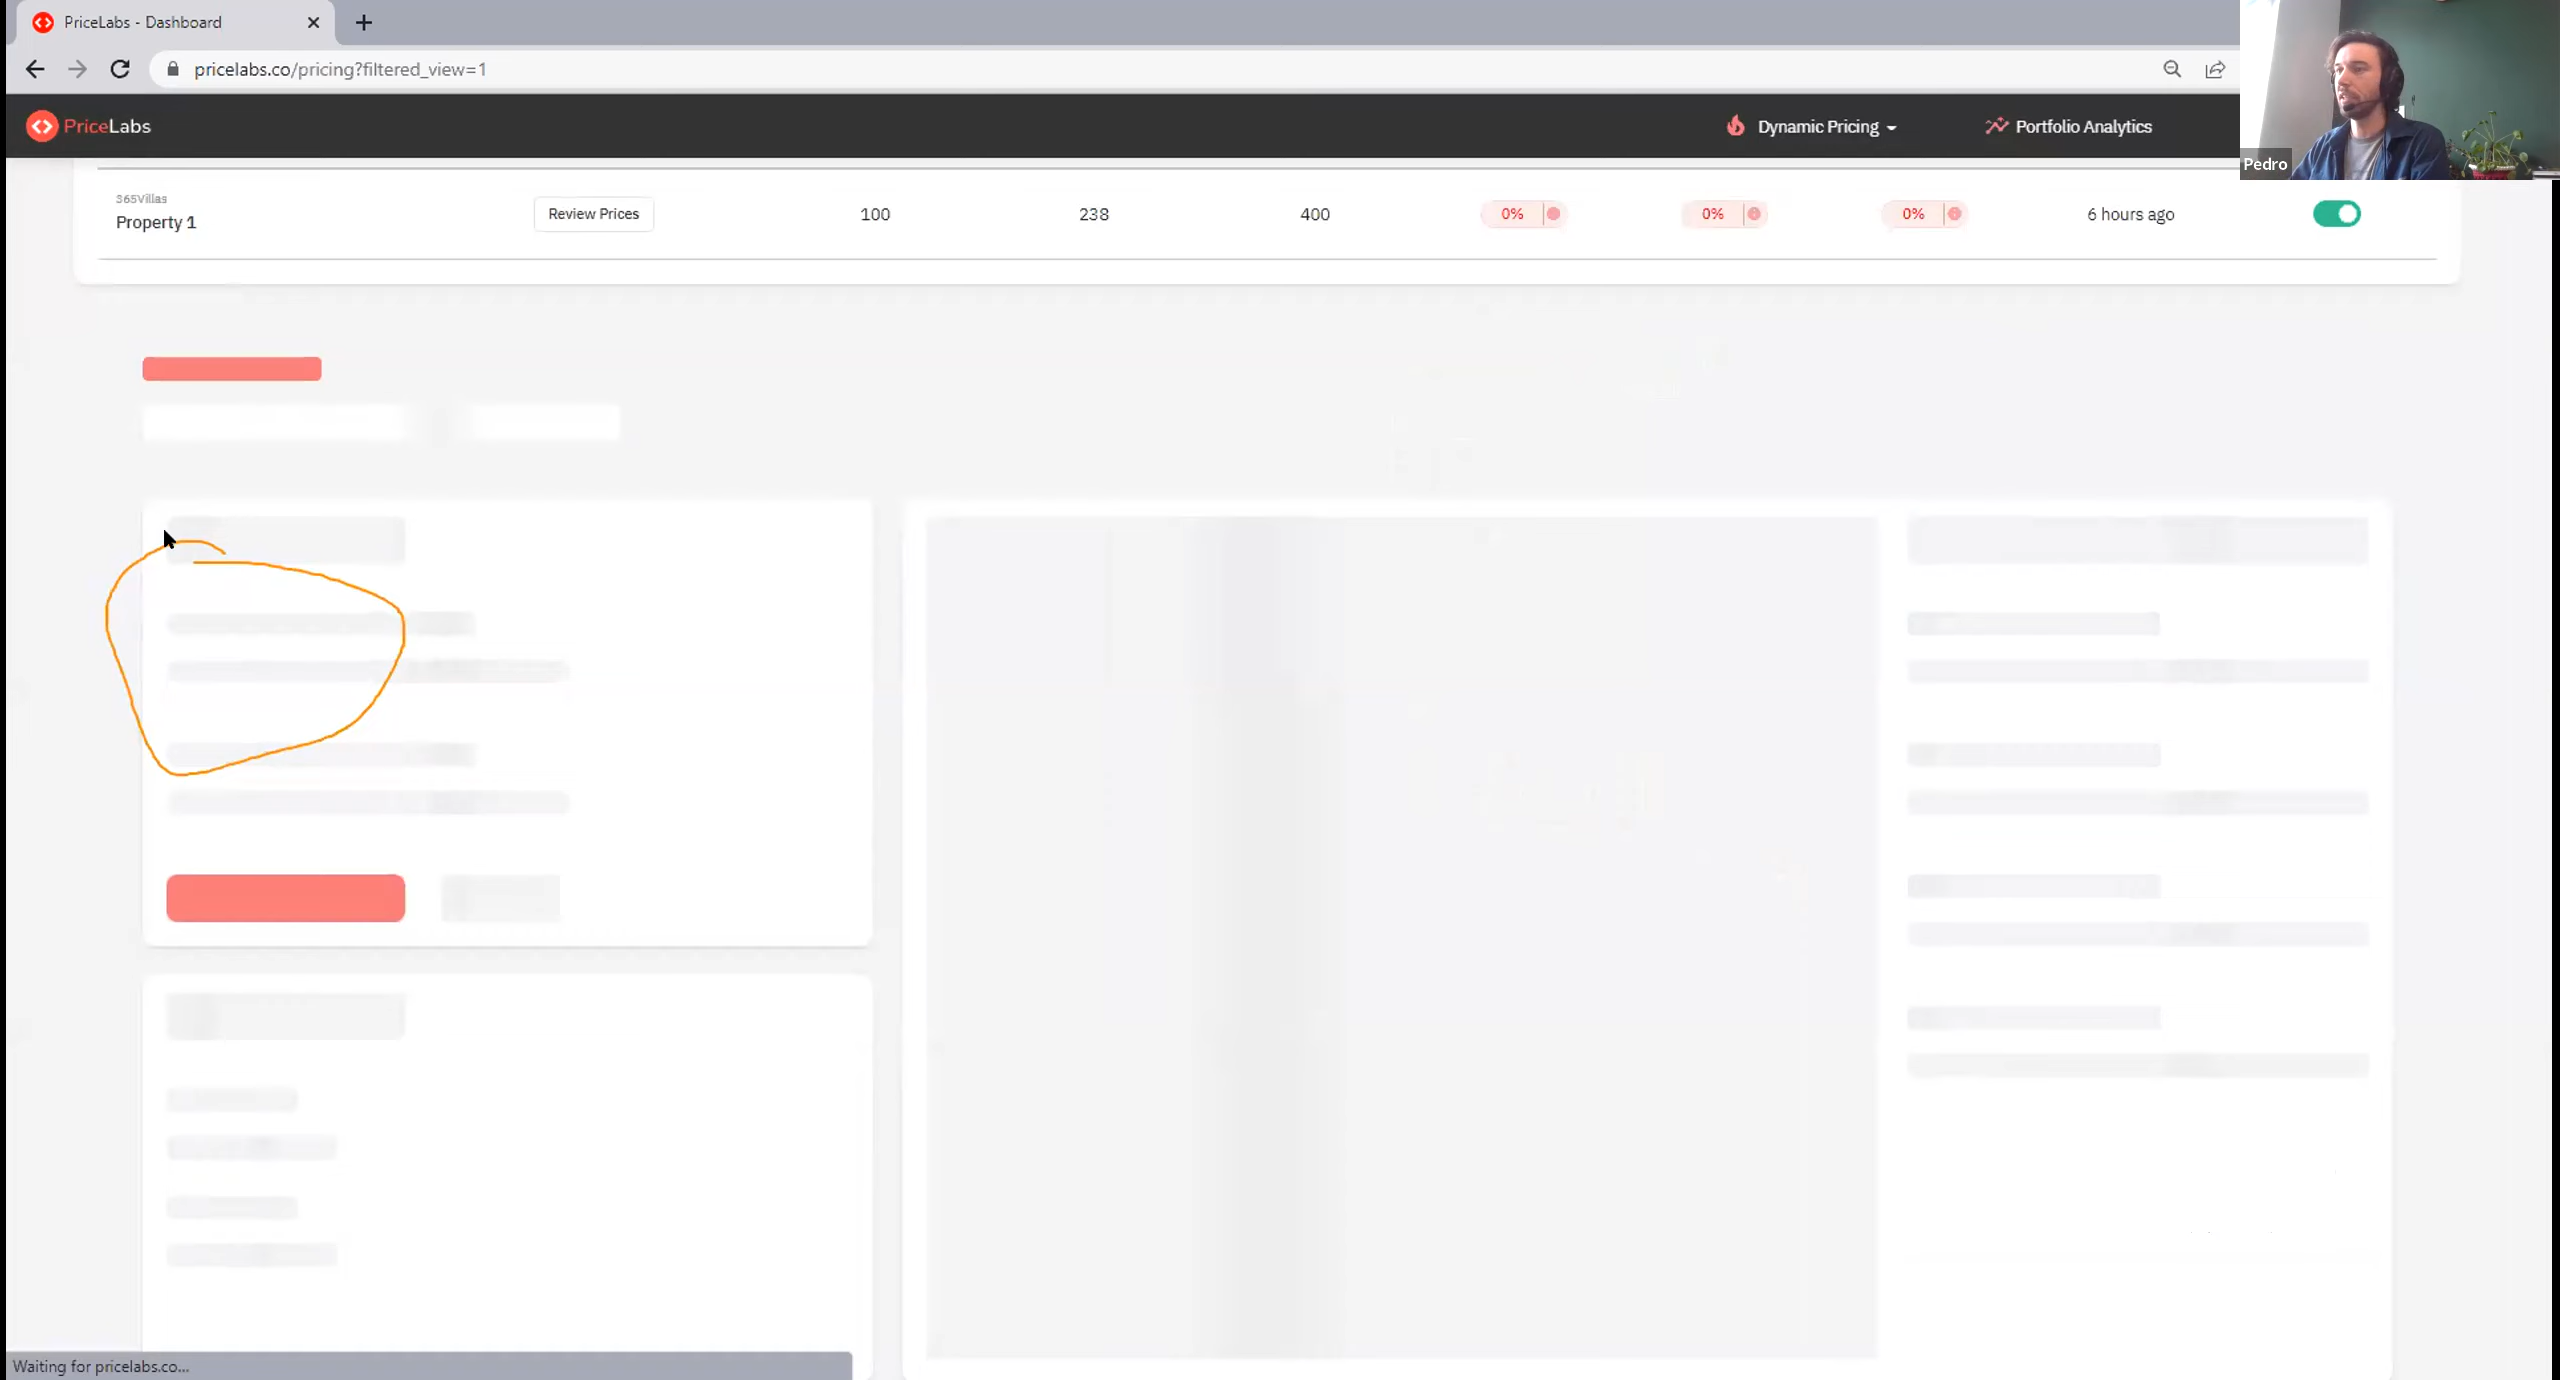 PriceLabs - Dashboard
pricelabs.co/pricing?filtered_view=1
PriceLabs
Dynamic Pricing
Portfolio Analytics
Pedro
365Villas
Property 1
Review Prices
100
238
400
0%
0%
0%
6 hours ago
Waiting for pricelabs.co...